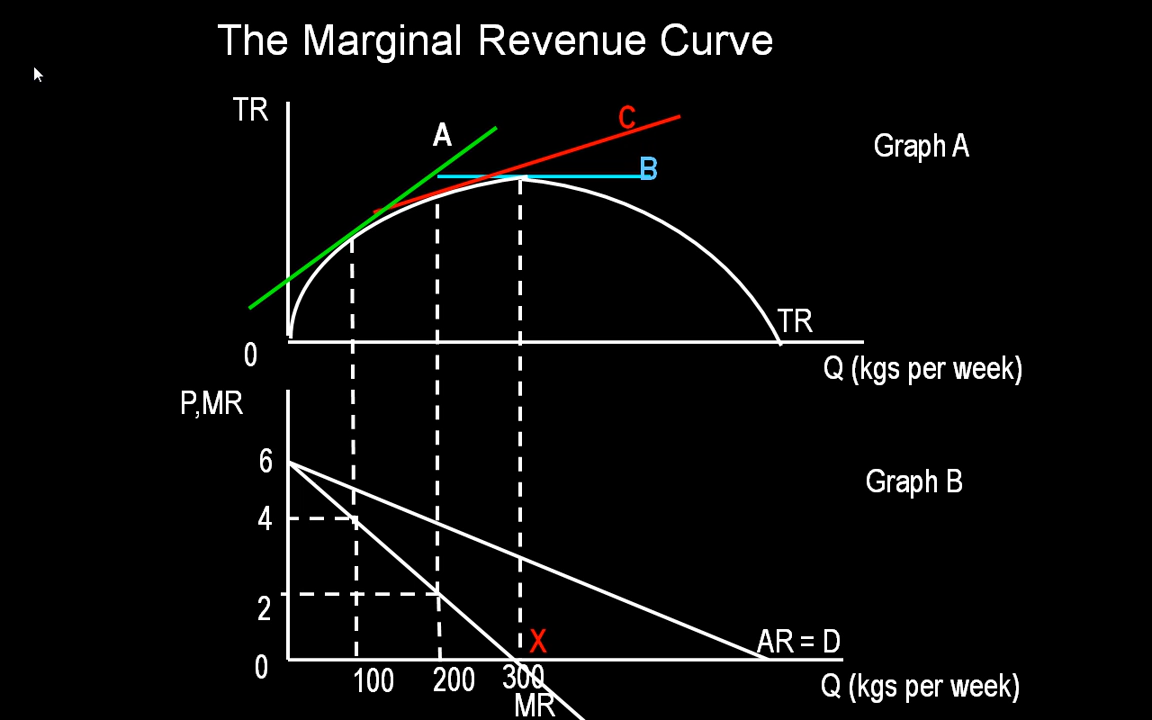 The Marginal Revenue Curve
TR
A
C
B
Graph A
TR
0
Q (kgs per week)
P,MR
6
Graph B
4
2
X
AR = D
0
100 200 300
Q (kgs per week)
MR